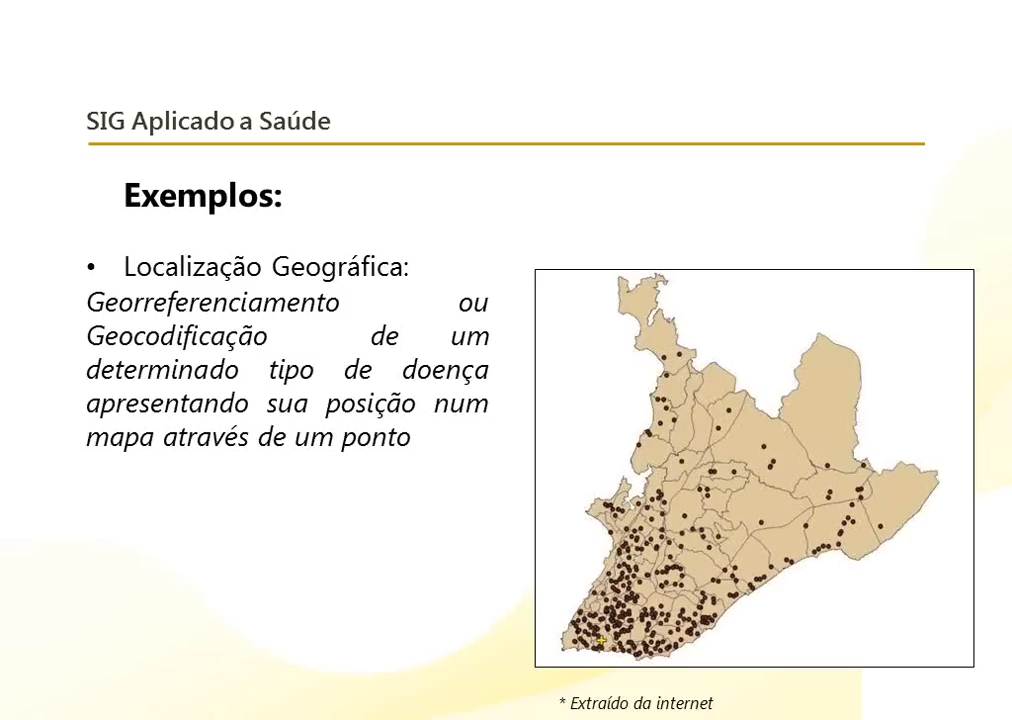 SIG Aplicado a Saúde
Exemplos:
• Localização Geográfica:
Georreferenciamento ou
Geocodificação de um
determinado tipo de doença
apresentando sua posição num
mapa através de um ponto
* Extraído da internet